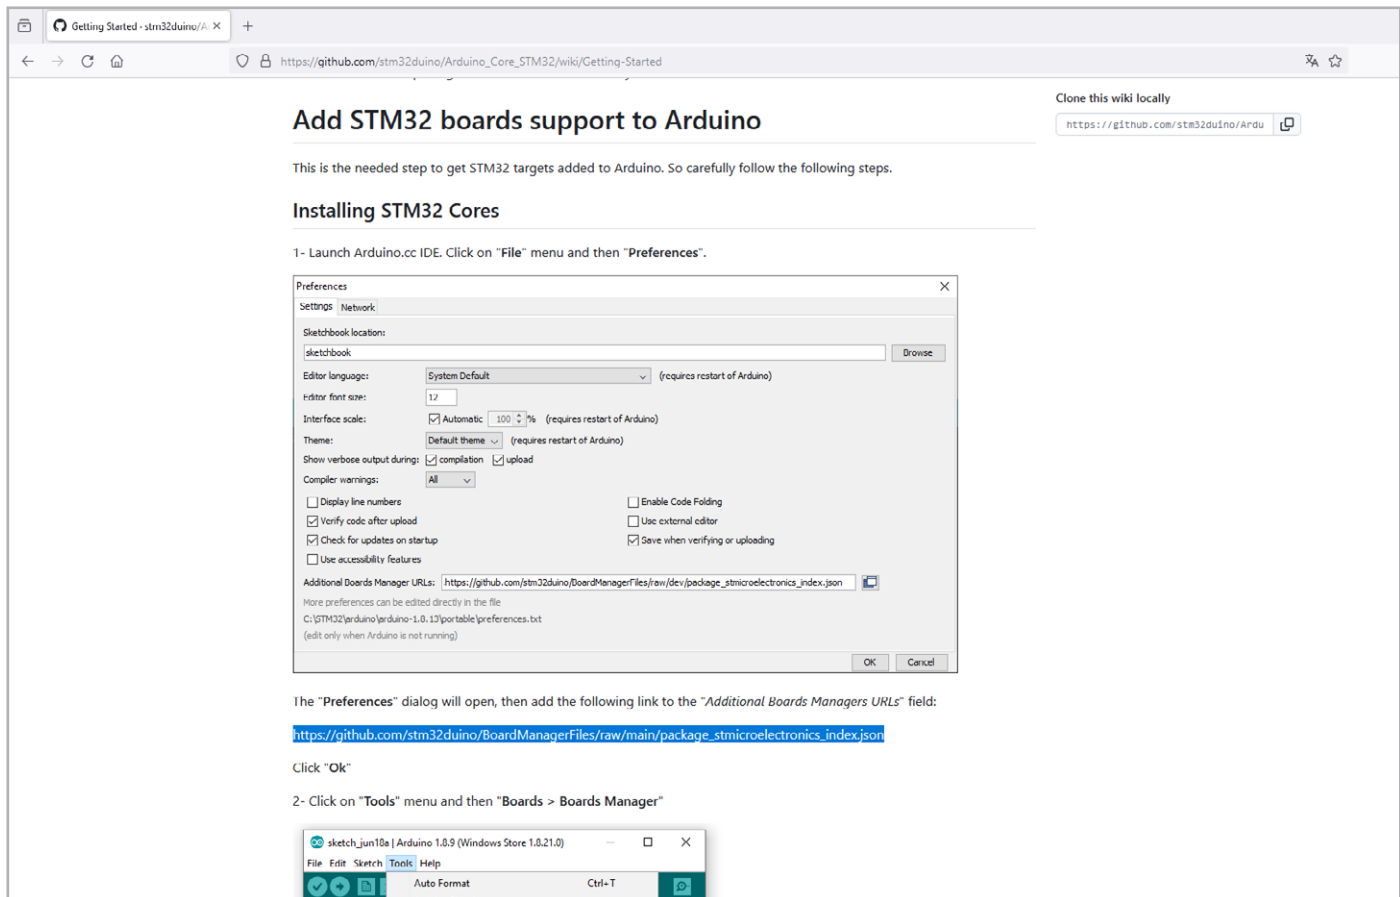 Getting Started · stm32duino/A
https://github.com/stm32duino/Arduino_Core_STM32/wiki/Getting-Started
Add STM32 boards support to Arduino
Clone this wiki locally
https://github.com/stm32duino/Ardu
This is the needed step to get STM32 targets added to Arduino. So carefully follow the following steps.
Installing STM32 Cores
1- Launch Arduino.cc IDE. Click on "File" menu and then "Preferences".
Preferences
Settings Network
Sketchbook location:
sketchbook Browse
Editor language: System Default (requires restart of Arduino)
Editor font size: 12
Interface scale: Automatic 100 % (requires restart of Arduino)
Theme: Default theme (requires restart of Arduino)
Show verbose output during: compilation upload
Compiler warnings: All
Display line numbers Enable Code Folding
Verify code after upload Use external editor
Check for updates on startup Save when verifying or uploading
Use accessibility features
Additional Boards Manager URLs: https://github.com/stm32duino/BoardManagerFiles/raw/dev/package_stmicroelectronics_index.json
More preferences can be edited directly in the file
C:\STM32\arduino\arduino-1.8.13\portable\preferences.txt
(edit only when Arduino is not running)
OK Cancel
The "Preferences" dialog will open, then add the following link to the "Additional Boards Managers URLs" field:
https://github.com/stm32duino/BoardManagerFiles/raw/main/package_stmicroelectronics_index.json
Click "Ok"
2- Click on "Tools" menu and then "Boards > Boards Manager"
sketch_jun18a | Arduino 1.8.9 (Windows Store 1.8.21.0)
File Edit Sketch Tools Help
Auto Format Ctrl+T